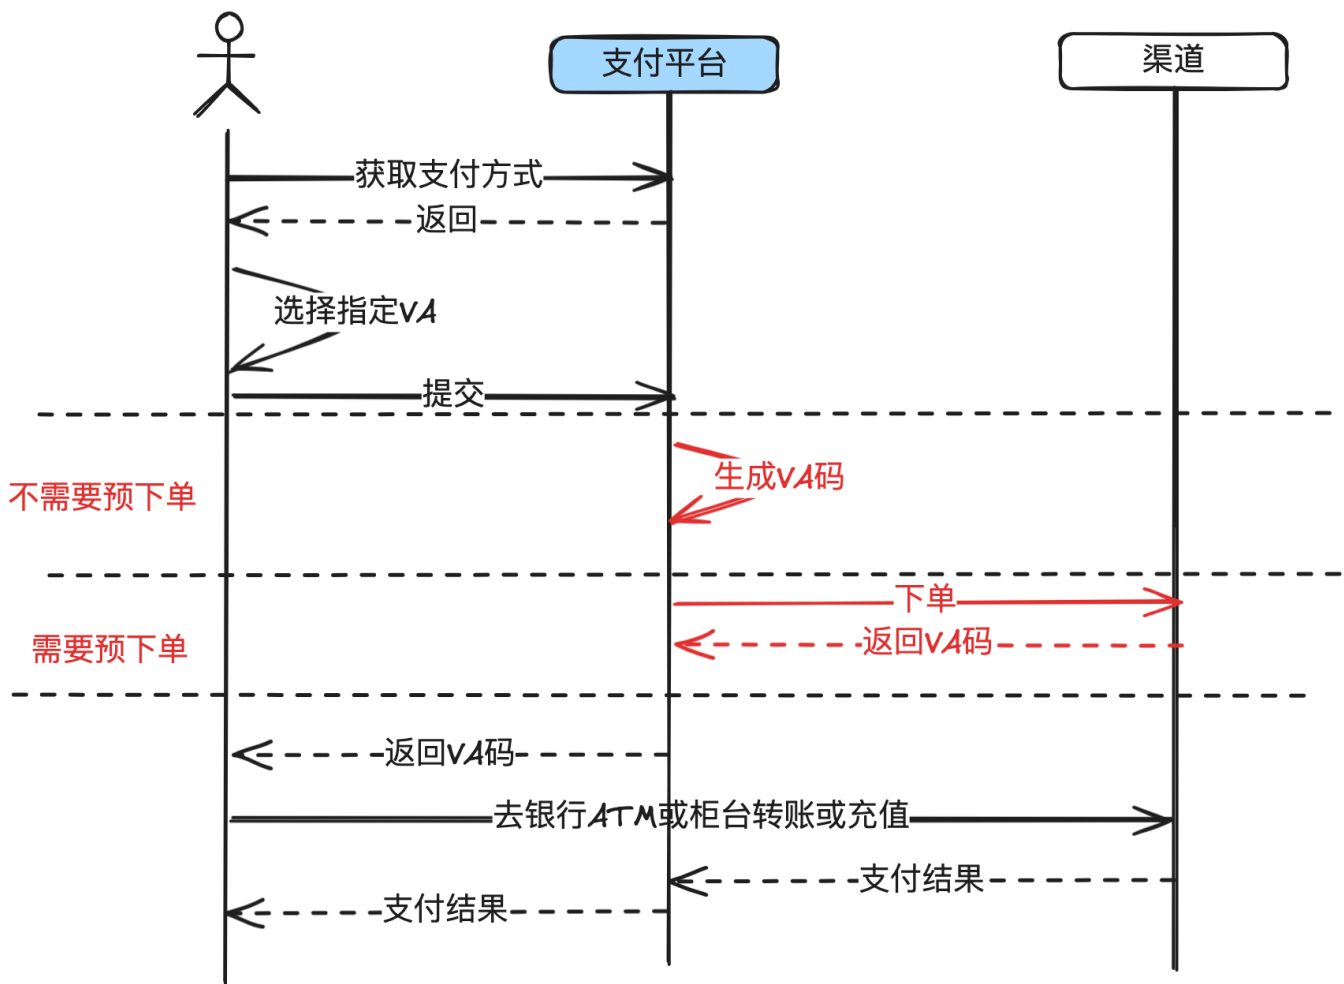 支付平台
渠道
获取支付方式
返回
选择指定VA
提交
生成VA码
不需要预下单
下单
返回VA码
需要预下单
返回VA码
去银行ATM或柜台转账或充值
支付结果
支付结果